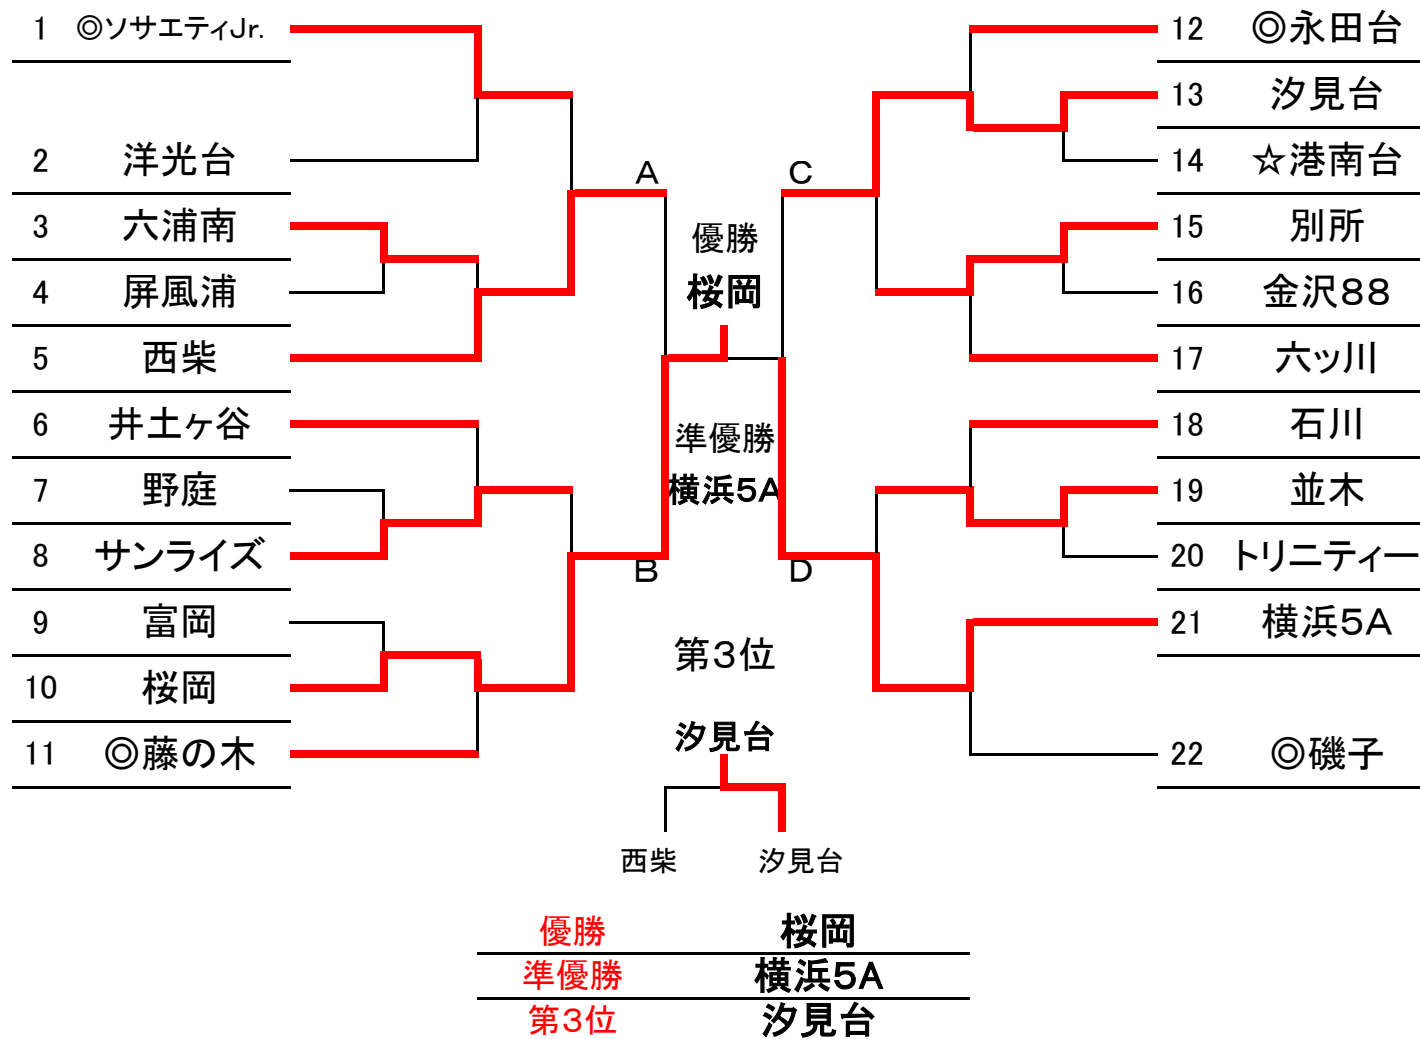 1 ◎ソサエティJr.
2 洋光台
3 六浦南
4 屏風浦
5 西柴
6 井土ヶ谷
7 野庭
8 サンライズ
9 富岡
10 桜岡
11 ◎藤の木
A
B
C
D
優勝
桜岡
準優勝
横浜5A
第3位
汐見台
西柴 汐見台
12 ◎永田台
13 汐見台
14 ☆港南台
15 別所
16 金沢88
17 六ッ川
18 石川
19 並木
20 トリニティー
21 横浜5A
22 ◎磯子
優勝 桜岡
準優勝 横浜5A
第3位 汐見台